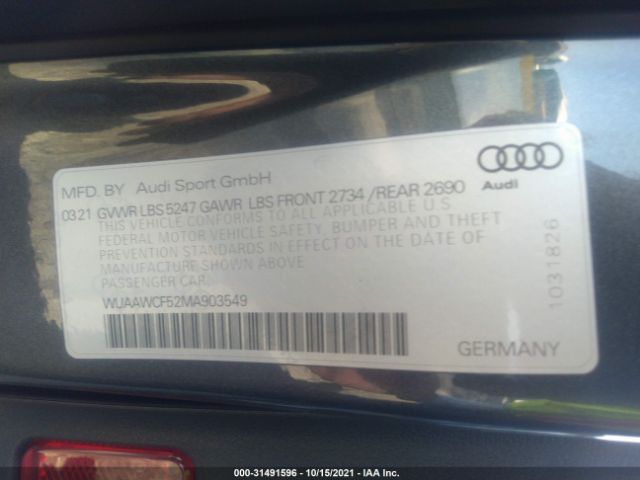 MFD. BY Audi Sport GmbH
Audi
03.21 GVWR LBS 5247 GAWR LBS FRONT 2734 /REAR 2690
THIS VEHICLE CONFORMS TO ALL APPLICABLE U.S.
FEDERAL MOTOR VEHICLE SAFETY, BUMPER AND THEFT
PREVENTION STANDARDS IN EFFECT ON THE DATE OF
MANUFACTURE SHOWN ABOVE
PASSENGER CAR.
WUAAWCF52MA903549
1031826
GERMANY
000-31491596 - 10/15/2021 - IAA Inc.